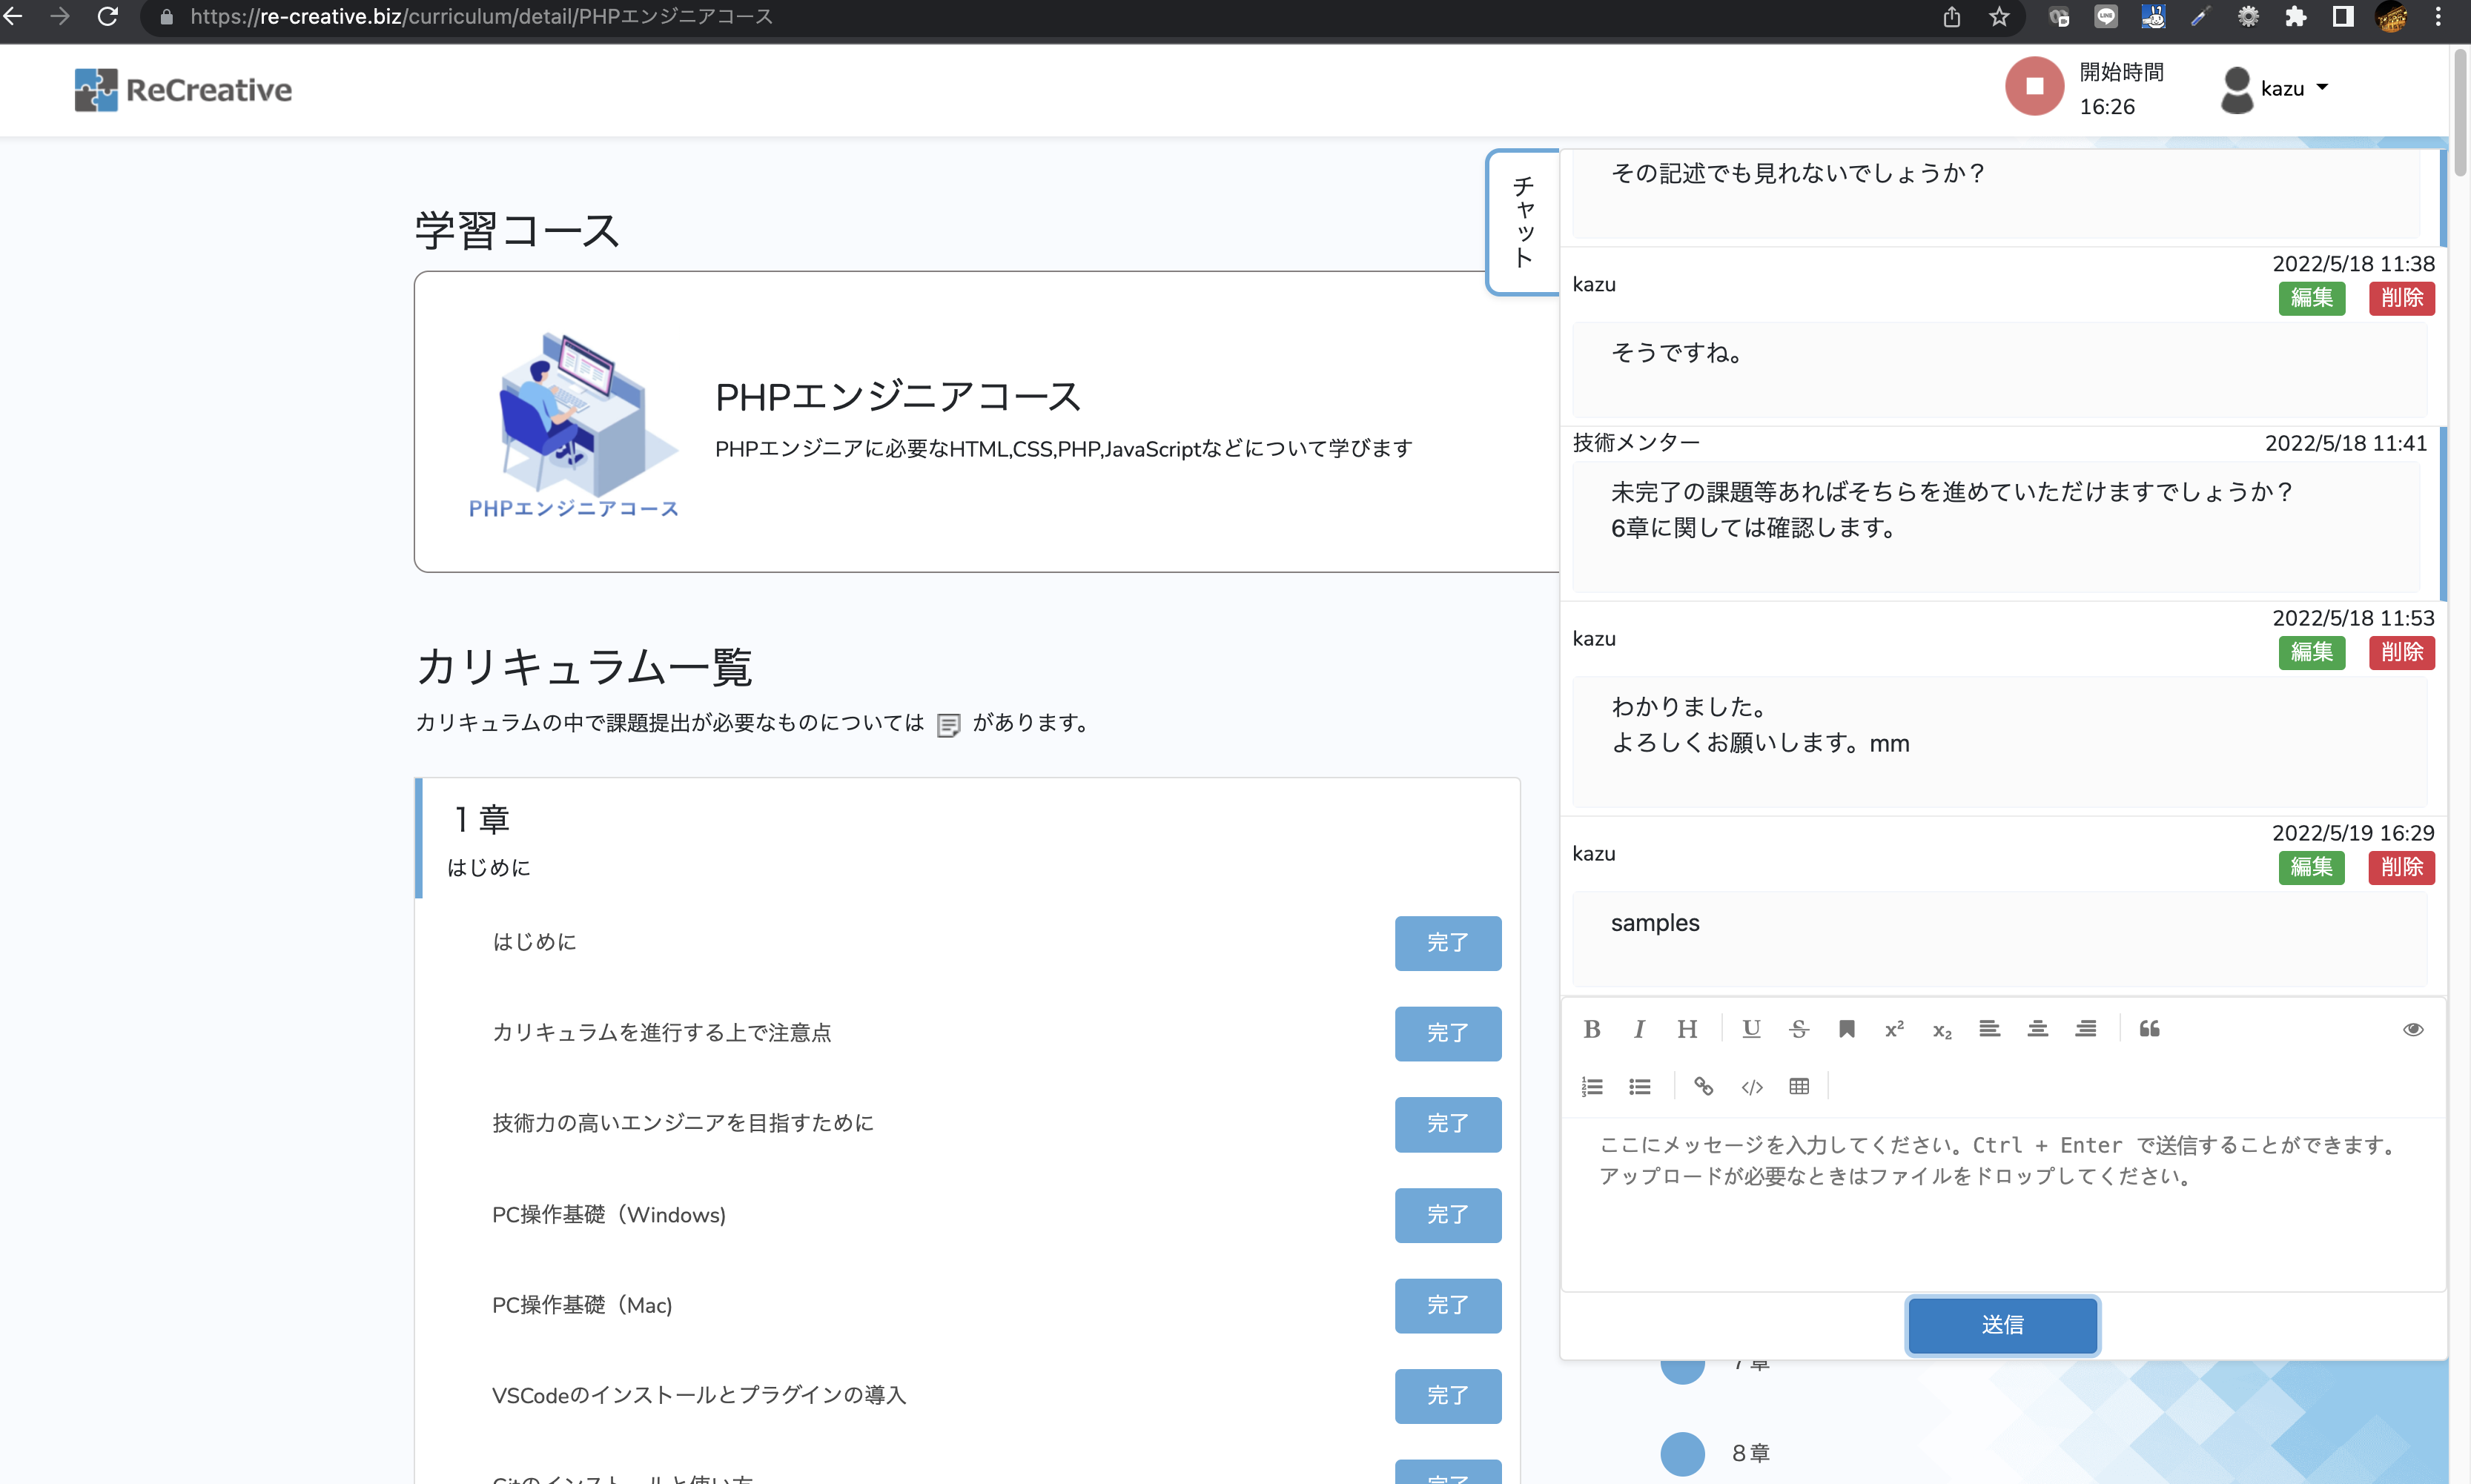 https://re-creative.biz/curriculum/detail/PHPエンジニアコース
ReCreative
開始時間
16:26
kazu
学習コース
PHPエンジニアコース
PHPエンジニアコース
PHPエンジニアに必要なHTML,CSS,PHP,JavaScriptなどについて学びます
カリキュラム一覧
カリキュラムの中で課題提出が必要なものについては があります。
1章
はじめに
はじめに
完了
カリキュラムを進行する上で注意点
完了
技術力の高いエンジニアを目指すために
完了
PC操作基礎（Windows)
完了
PC操作基礎（Mac)
完了
VSCodeのインストールとプラグインの導入
完了
Gitのインストールと使い方
完了
チャット
その記述でも見れないでしょうか？
kazu
2022/5/18 11:38
編集 削除
そうですね。
技術メンター
2022/5/18 11:41
未完了の課題等あればそちらを進めていただけますでしょうか？
6章に関しては確認します。
kazu
2022/5/18 11:53
編集 削除
わかりました。
よろしくお願いします。mm
kazu
2022/5/19 16:29
編集 削除
samples
ここにメッセージを入力してください。Ctrl + Enter で送信することができます。
アップロードが必要なときはファイルをドロップしてください。
送信
7章
8章